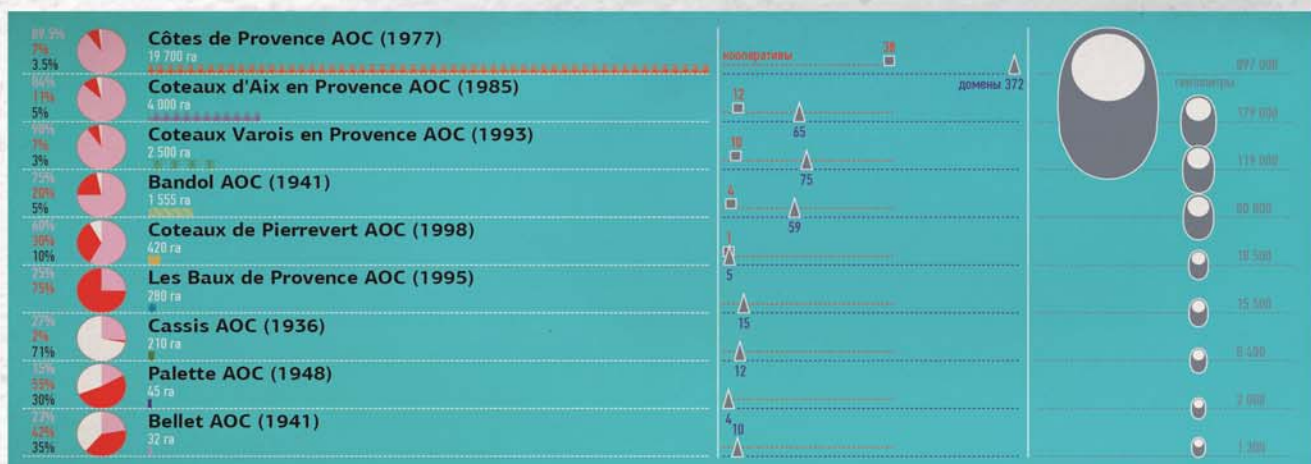 89.5%
7%
3.5%
Côtes de Provence AOC (1977)
19 700 га
кооперативы
38
домены 372
897 000
гектолитры
84%
11%
5%
Coteaux d'Aix en Provence AOC (1985)
4 000 га
12
65
179 000
90%
7%
3%
Coteaux Varois en Provence AOC (1993)
2 500 га
10
75
119 000
75%
20%
5%
Bandol AOC (1941)
1 555 га
4
59
60%
30%
10%
Coteaux de Pierrevert AOC (1998)
420 га
1
5
18 500
25%
75%
Les Baux de Provence AOC (1995)
280 га
15
15 500
27%
2%
71%
Cassis AOC (1936)
210 га
12
15%
55%
30%
Palette AOC (1948)
45 га
4
2 000
23%
42%
35%
Bellet AOC (1941)
32 га
10
1 300